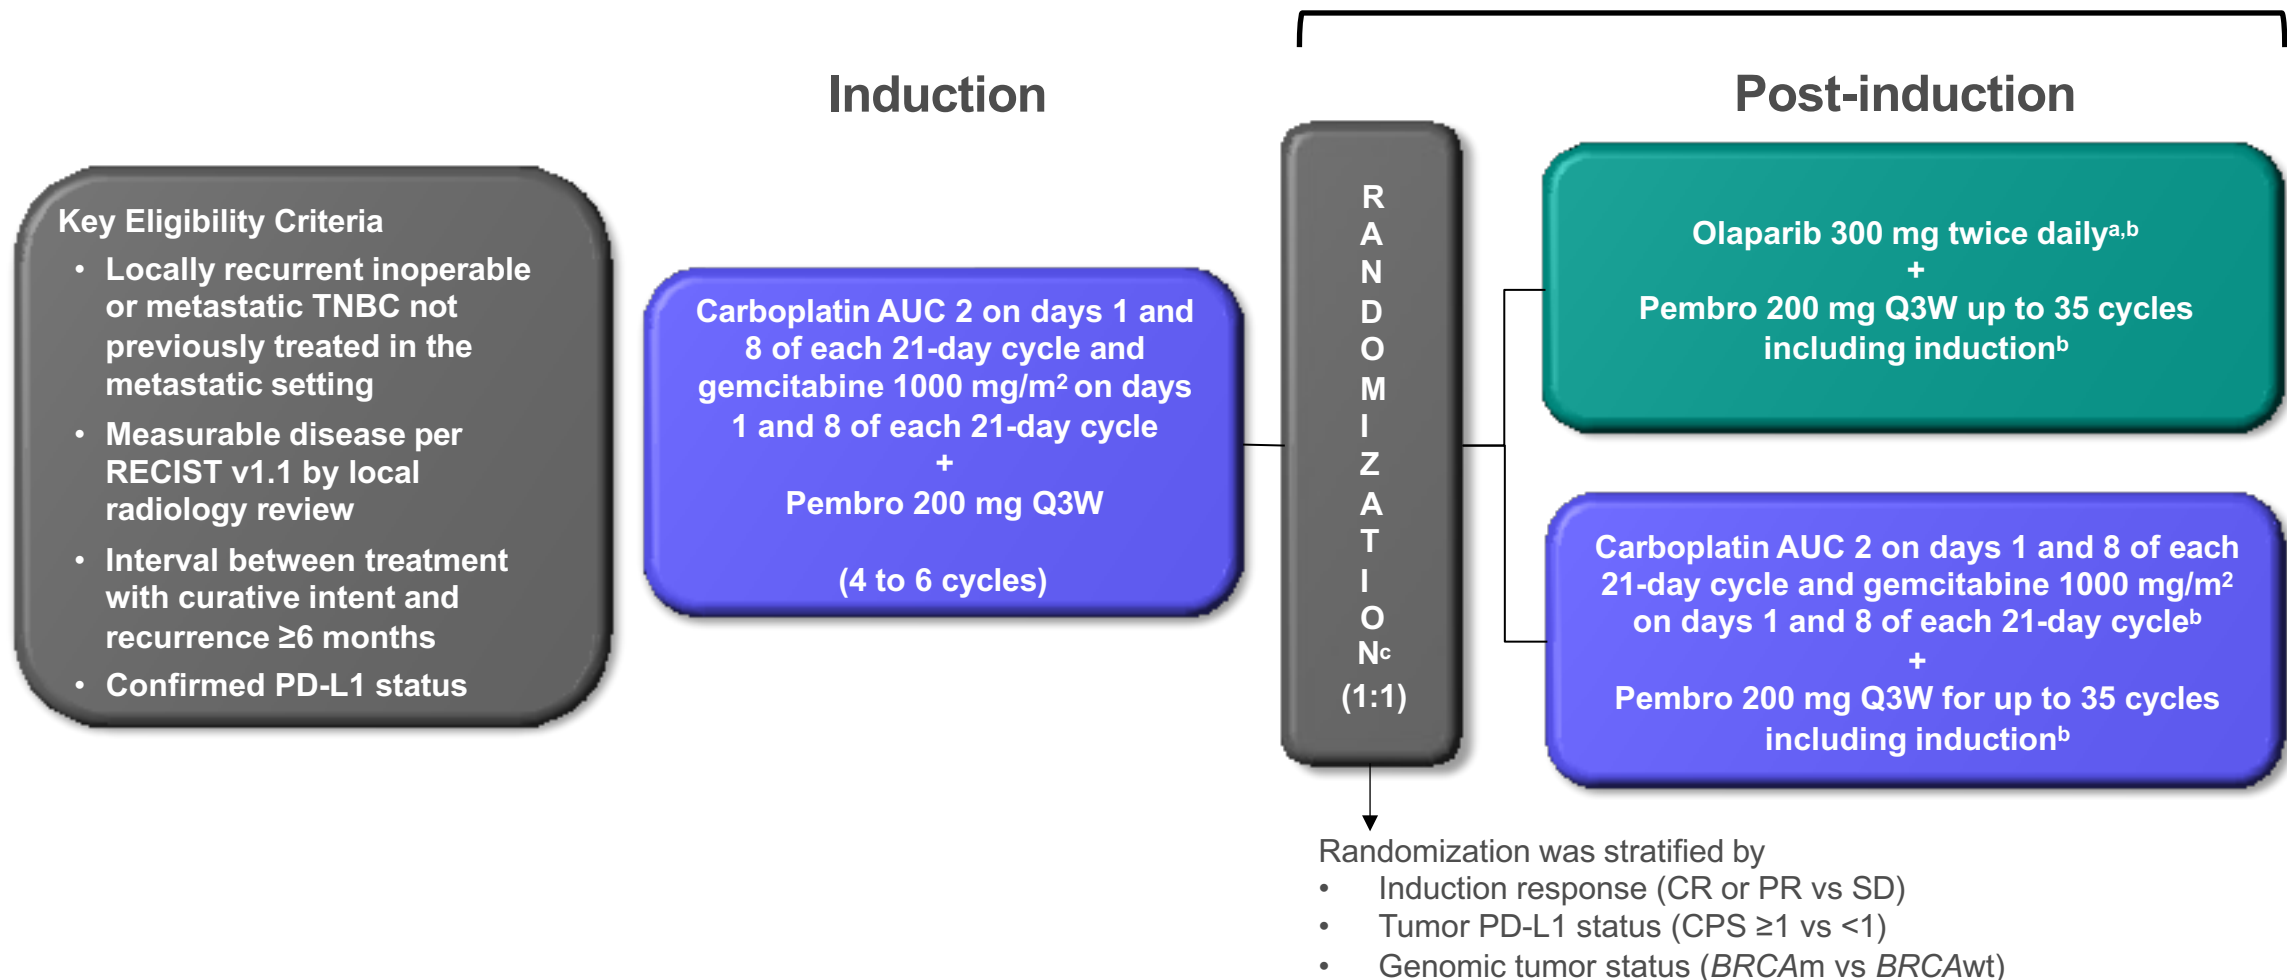 Induction
Post-induction
Key Eligibility Criteria
• Locally recurrent inoperable
or metastatic TNBC not
previously treated in the
metastatic setting
• Measurable disease per
RECIST v1.1 by local
radiology review
• Interval between treatment
with curative intent and
recurrence ≥6 months
• Confirmed PD-L1 status
Carboplatin AUC 2 on days 1 and
8 of each 21-day cycle and
gemcitabine 1000 mg/m² on days
1 and 8 of each 21-day cycle
+
Pembro 200 mg Q3W
(4 to 6 cycles)
R
A
N
D
O
M
I
Z
A
T
I
O
Nᶜ
(1:1)
Olaparib 300 mg twice dailyᵃ,ᵇ
+
Pembro 200 mg Q3W up to 35 cycles
including inductionᵇ
Carboplatin AUC 2 on days 1 and 8 of each
21-day cycle and gemcitabine 1000 mg/m²
on days 1 and 8 of each 21-day cycleᵇ
+
Pembro 200 mg Q3W for up to 35 cycles
including inductionᵇ
Randomization was stratified by
• Induction response (CR or PR vs SD)
• Tumor PD-L1 status (CPS ≥1 vs <1)
• Genomic tumor status (BRCAm vs BRCAwt)